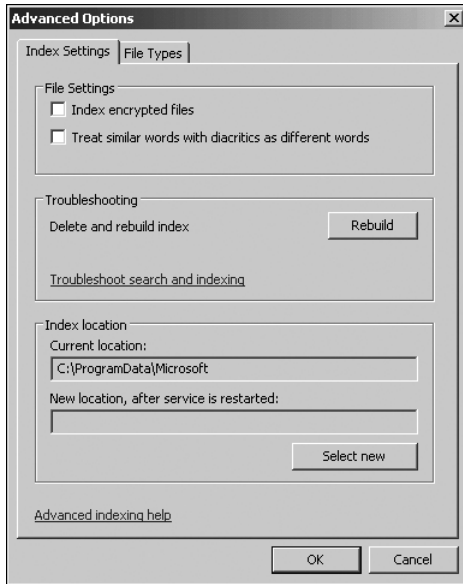 Advanced Options
Index Settings File Types
File Settings
Index encrypted files
Treat similar words with diacritics as different words
Troubleshooting
Delete and rebuild index Rebuild
Troubleshoot search and indexing
Index location
Current location:
C:\ProgramData\Microsoft
New location, after service is restarted:
Select new
Advanced indexing help
OK Cancel